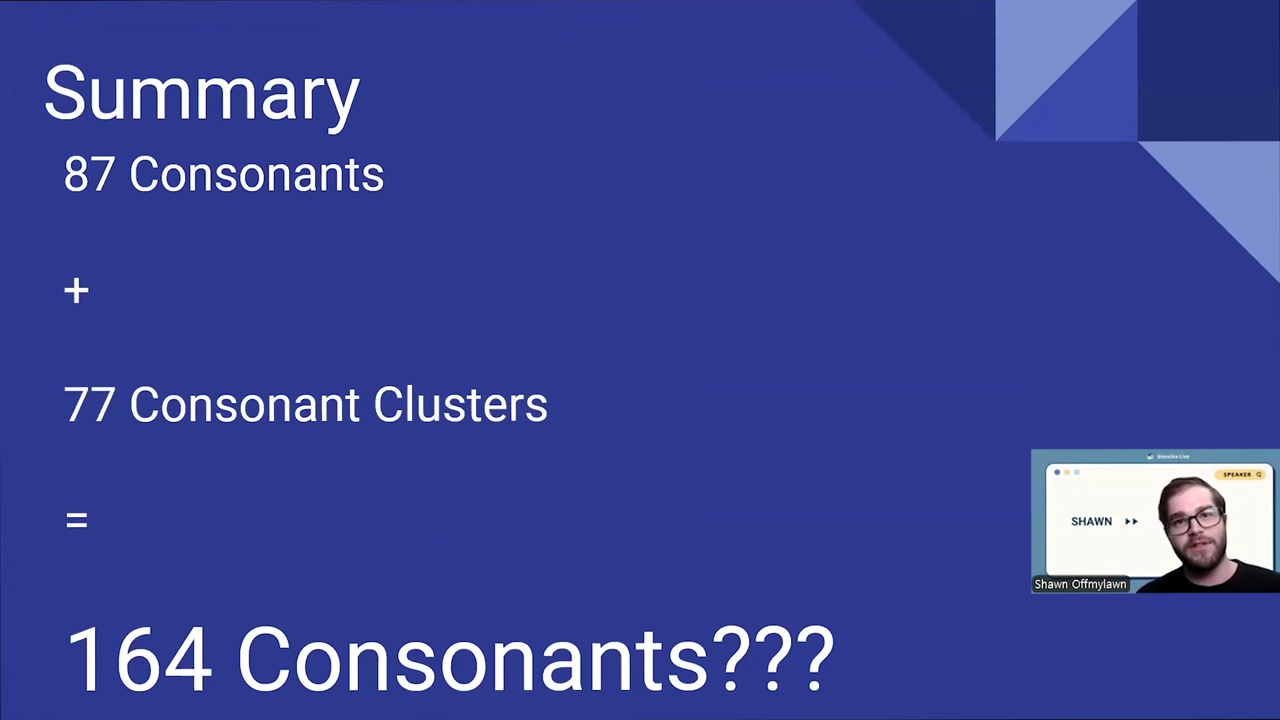 Summary
87 Consonants
+
77 Consonant Clusters
=
164 Consonants???
SPEAKER
SHAWN
Shawn Offmylawn